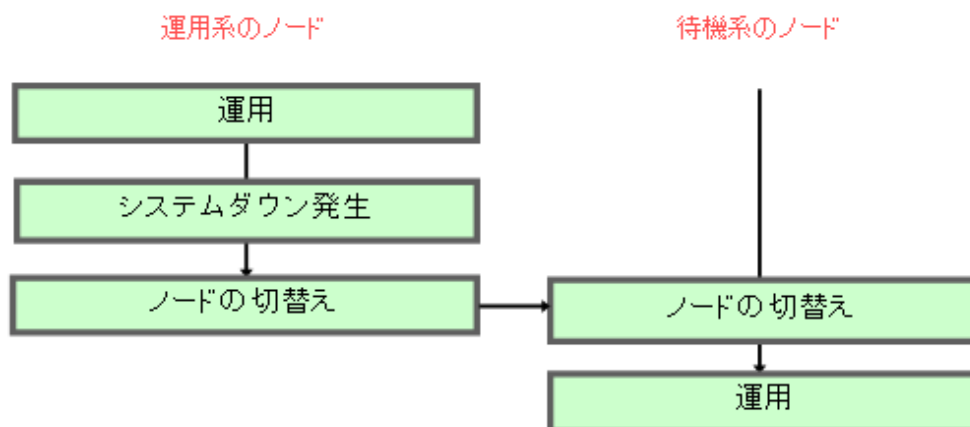 運用系のノード
待機系のノード
運用
システムダウン発生
ノードの切替え
ノードの切替え
運用